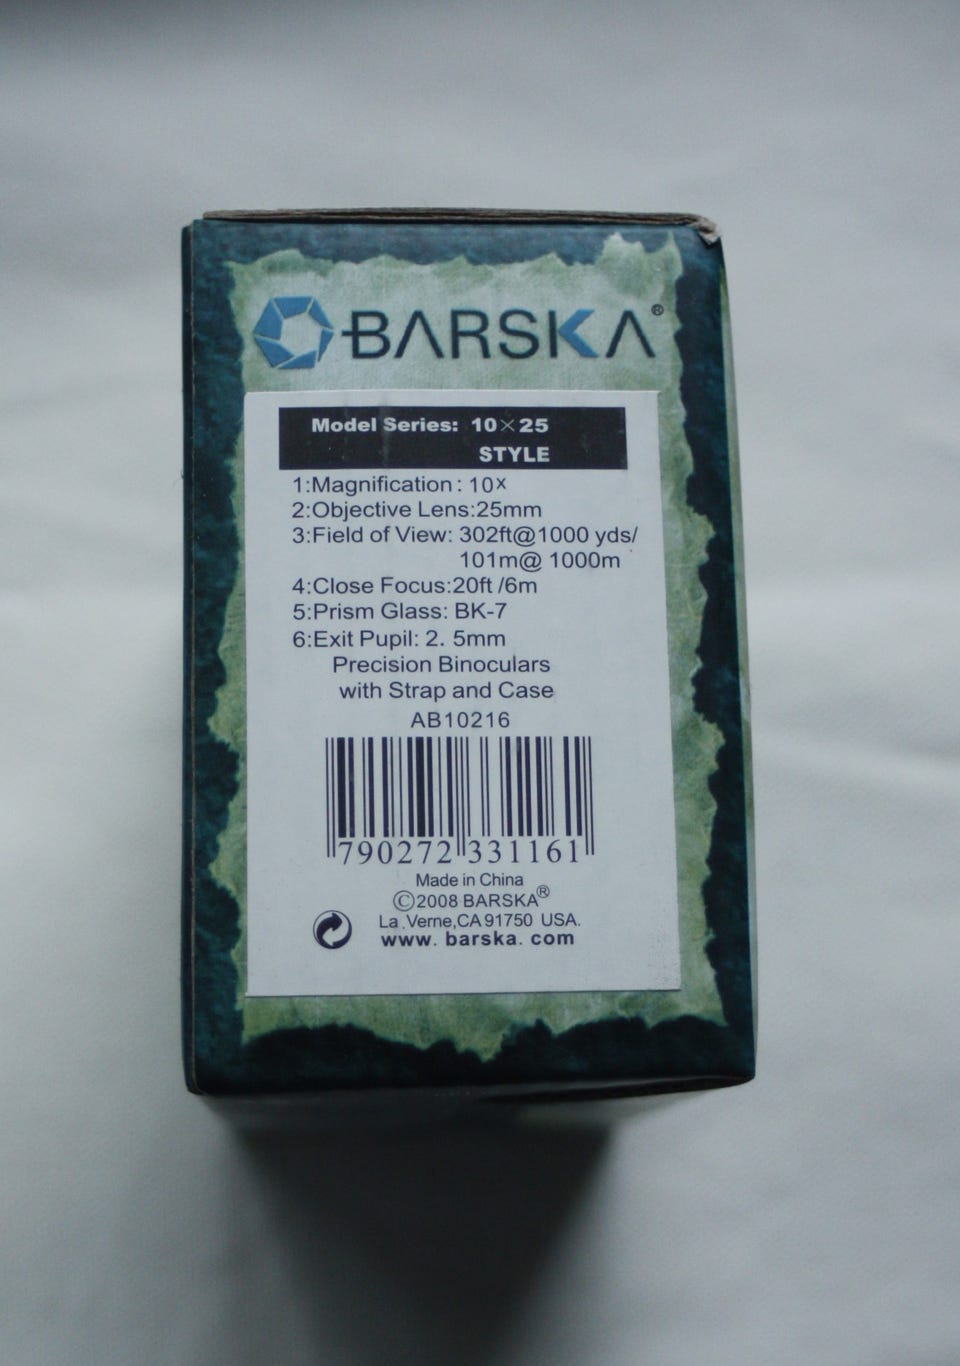 BARSKA®
Model Series: 10×25
STYLE
1:Magnification: 10x
2:Objective Lens:25mm
3:Field of View: 302ft@1000 yds/
101m@ 1000m
4:Close Focus:20ft /6m
5:Prism Glass: BK-7
6:Exit Pupil: 2. 5mm
Precision Binoculars
with Strap and Case
AB10216
790272 331161
Made in China
©2008 BARSKA®
La.Verne,CA 91750 USA.
www. barska. com